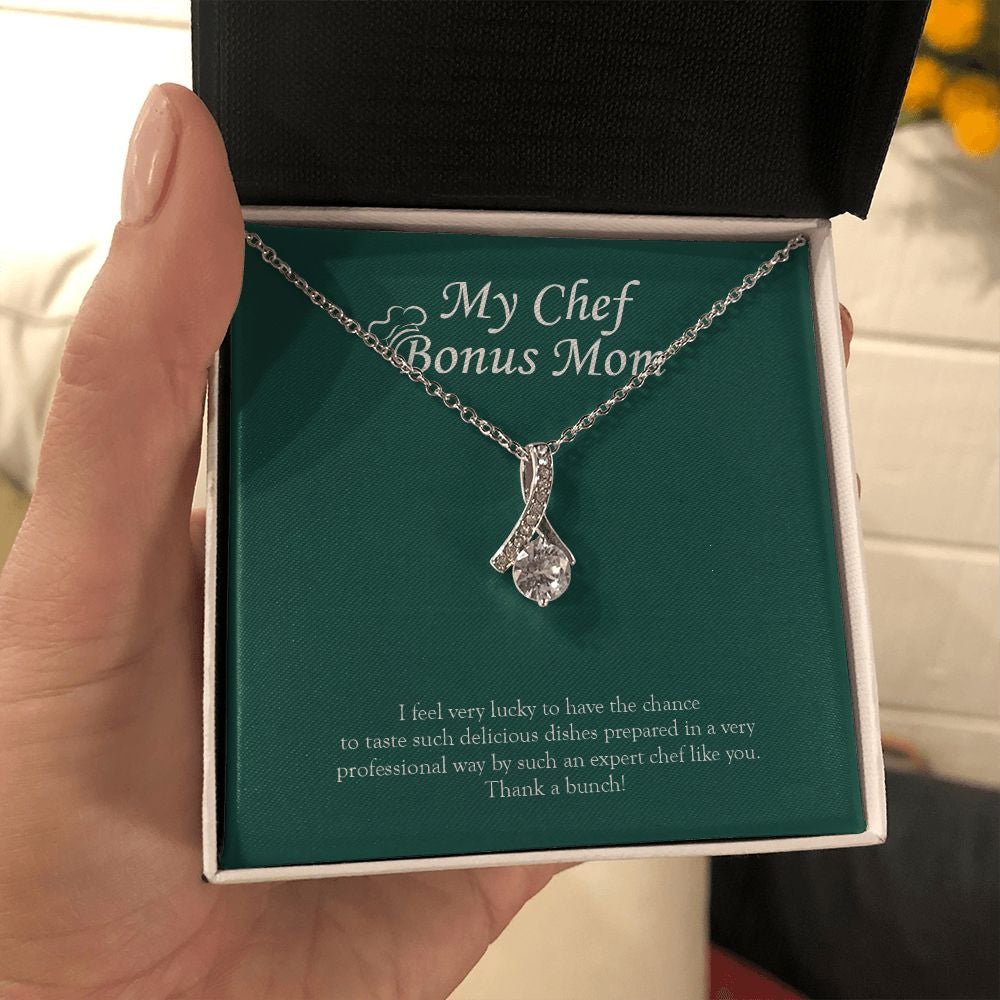 My Chef
Bonus Mom
I feel very lucky to have the chance
to taste such delicious dishes prepared in a very
professional way by such an expert chef like you.
Thank a bunch!